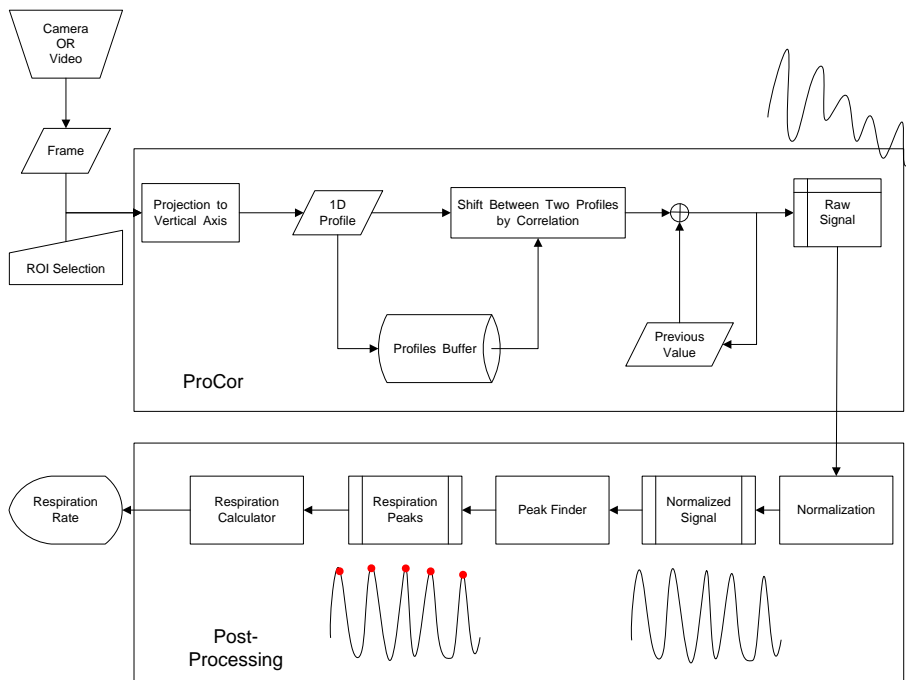 Camera
OR
Video
Frame
ROI Selection
Projection to
Vertical Axis
1D
Profile
Shift Between Two Profiles
by Correlation
Raw
Signal
Profiles Buffer
Previous
Value
ProCor
Respiration
Rate
Respiration
Calculator
Respiration
Peaks
Peak Finder
Normalized
Signal
Normalization
Post-
Processing